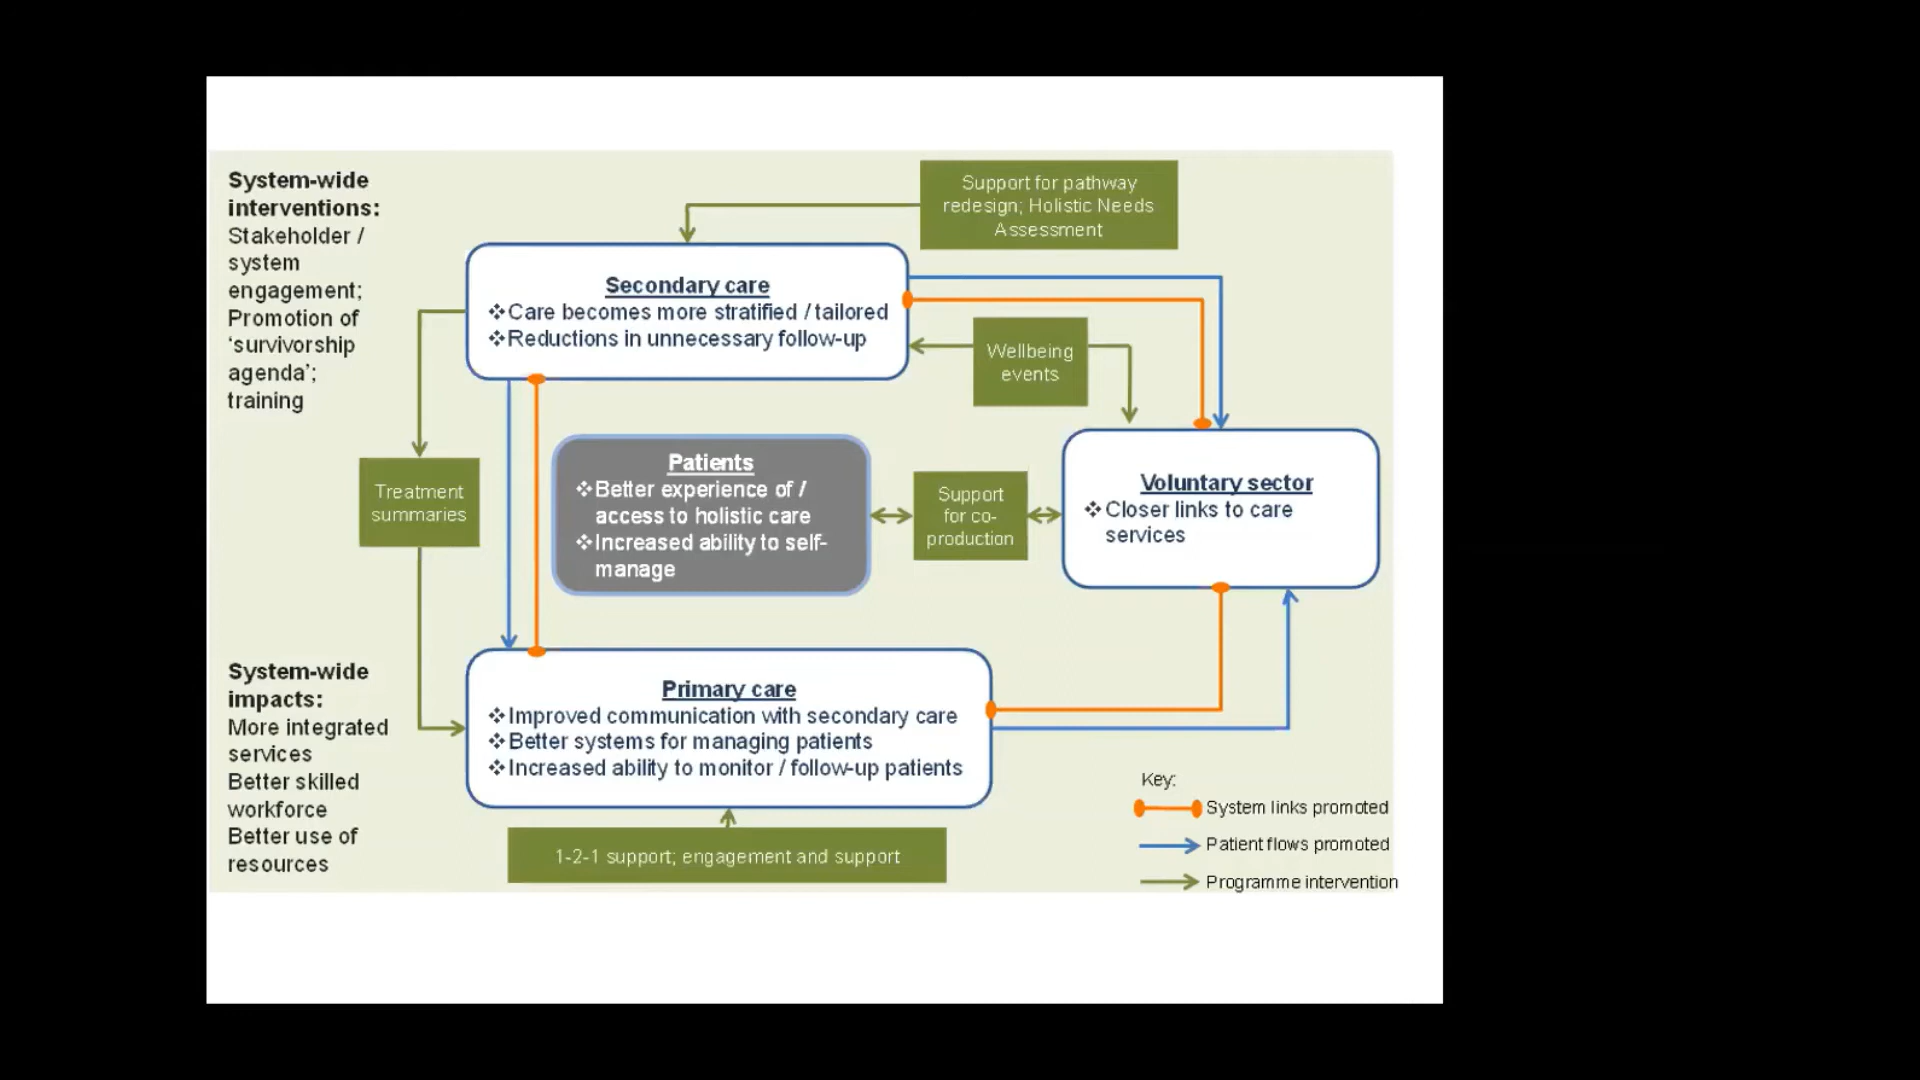 System-wide
interventions:
Stakeholder /
system
engagement;
Promotion of
‘survivorship
agenda’;
training
Support for pathway
redesign; Holistic Needs
Assessment
Secondary care
❖Care becomes more stratified / tailored
❖Reductions in unnecessary follow-up
Wellbeing
events
Treatment
summaries
Patients
❖Better experience of /
access to holistic care
❖Increased ability to self-
manage
Support
for co-
production
Voluntary sector
❖Closer links to care
services
System-wide
impacts:
More integrated
services
Better skilled
workforce
Better use of
resources
Primary care
❖Improved communication with secondary care
❖Better systems for managing patients
❖Increased ability to monitor / follow-up patients
1-2-1 support; engagement and support
Key:
System links promoted
Patient flows promoted
Programme intervention